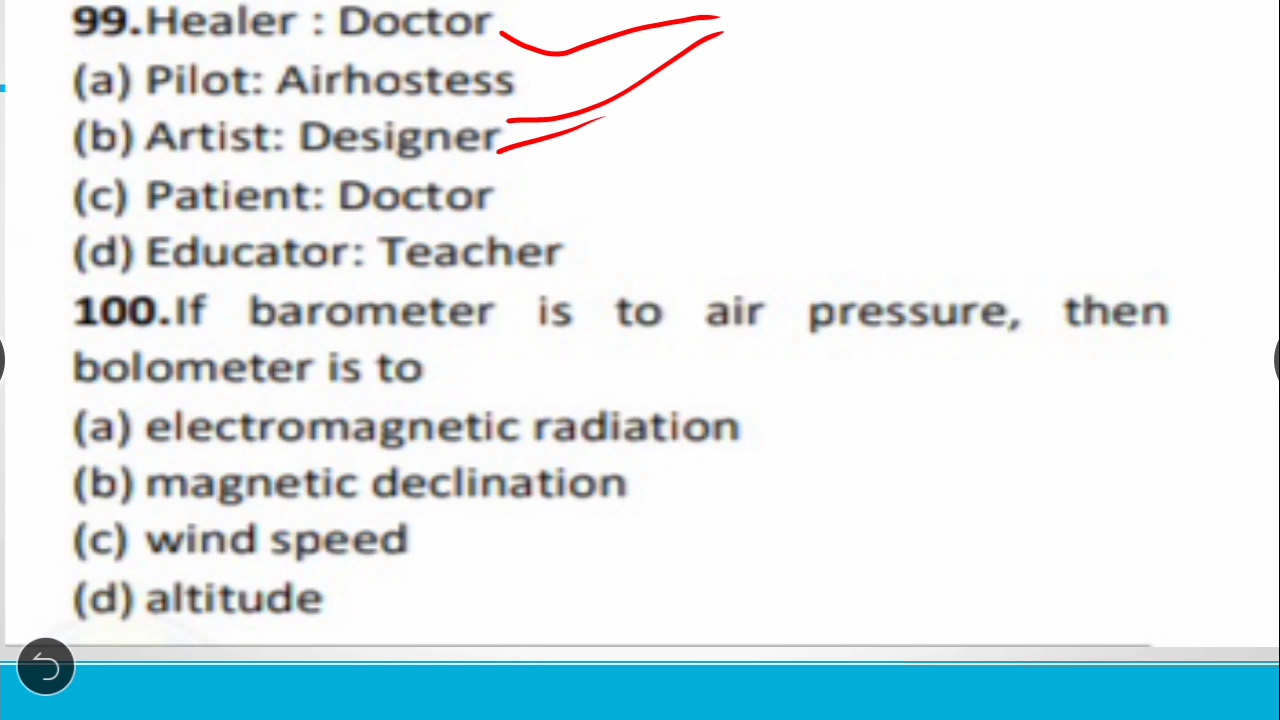 99.Healer : Doctor
(a) Pilot: Airhostess
(b) Artist: Designer
(c) Patient: Doctor
(d) Educator: Teacher
100.If barometer is to air pressure, then
bolometer is to
(a) electromagnetic radiation
(b) magnetic declination
(c) wind speed
(d) altitude